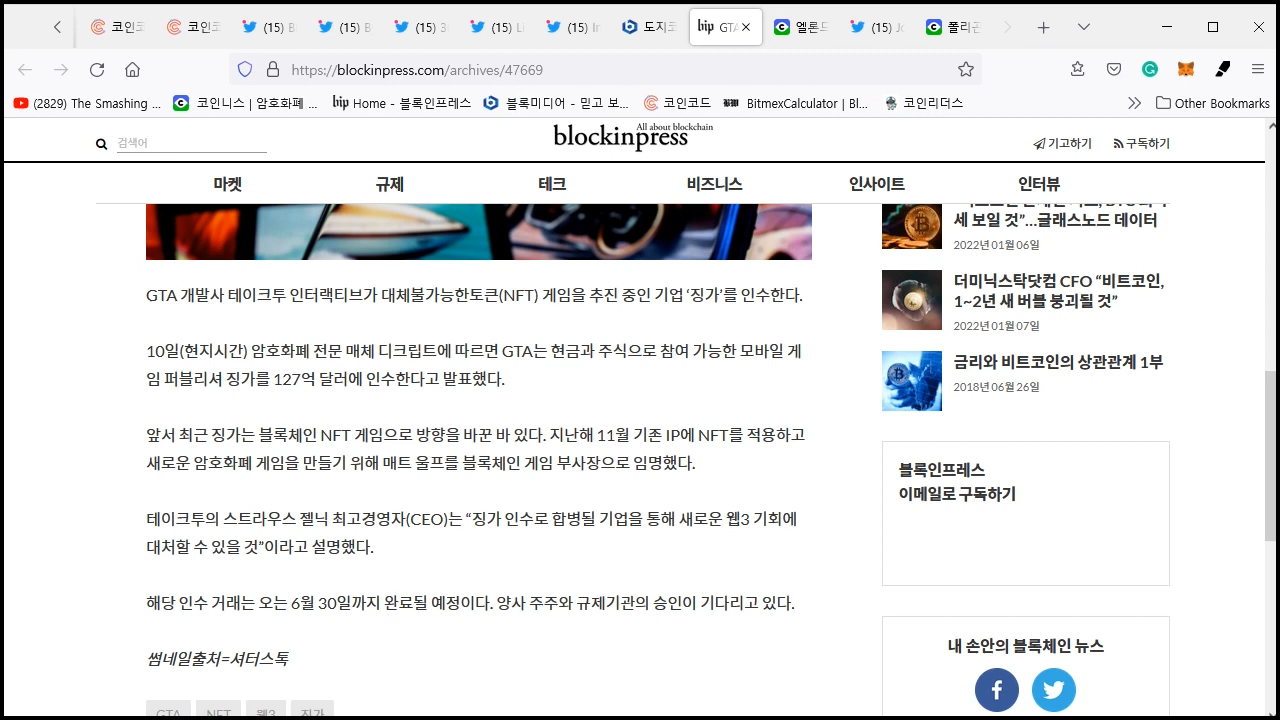 코인코
코인코
(15) B
(15) B
(15) 3
(15) Li
(15) In
도지코
bip GTA
엘론드
(15) Jo
폴리곤
https://blockinpress.com/archives/47669
(2829) The Smashing ...
코인니스 | 암호화폐 ...
bip Home - 블록인프레스
블록미디어 - 믿고 보...
코인코드
BitmexCalculator | Bl...
코인리더스
Other Bookmarks
검색어
All about blockchain
blockinpress
기고하기
구독하기
마켓
규제
테크
비즈니스
인사이트
인터뷰
GTA 개발사 테이크투 인터랙티브가 대체불가능한토큰(NFT) 게임을 추진 중인 기업 ‘징가’를 인수한다.
10일(현지시간) 암호화폐 전문 매체 디크립트에 따르면 GTA는 현금과 주식으로 참여 가능한 모바일 게
임 퍼블리셔 징가를 127억 달러에 인수한다고 발표했다.
앞서 최근 징가는 블록체인 NFT 게임으로 방향을 바꾼 바 있다. 지난해 11월 기존 IP에 NFT를 적용하고
새로운 암호화폐 게임을 만들기 위해 매트 울프를 블록체인 게임 부사장으로 임명했다.
테이크투의 스트라우스 젤닉 최고경영자(CEO)는 “징가 인수로 합병될 기업을 통해 새로운 웹3 기회에
대처할 수 있을 것”이라고 설명했다.
해당 인수 거래는 오는 6월 30일까지 완료될 예정이다. 양사 주주와 규제기관의 승인이 기다리고 있다.
썸네일출처=셔터스톡
GTA
NFT
웹3
징가
세 보일 것”…글래스노드 데이터
2022년 01월 06일
더미닉스탁닷컴 CFO “비트코인,
1~2년 새 버블 붕괴될 것”
2022년 01월 07일
금리와 비트코인의 상관관계 1부
2018년 06월 26일
블록인프레스
이메일로 구독하기
내 손안의 블록체인 뉴스